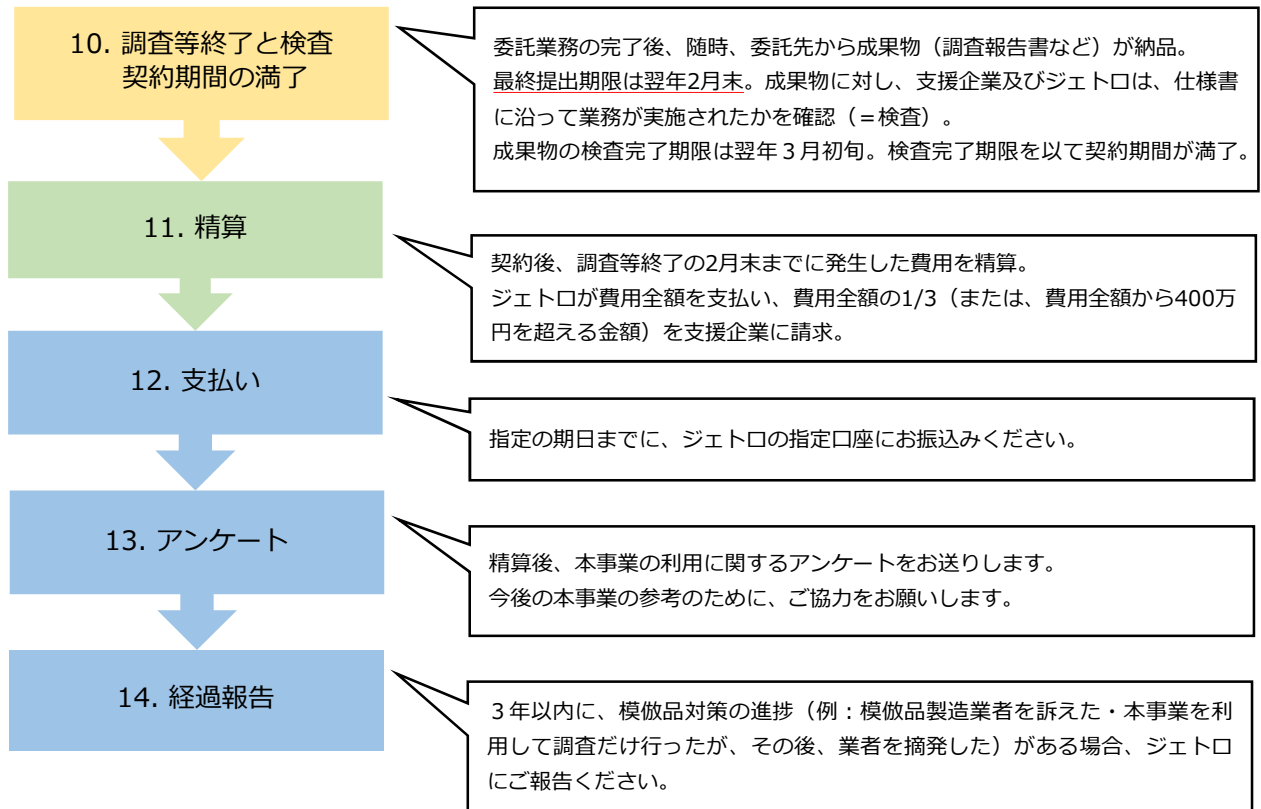 10. 調査等終了と検査
契約期間の満了
委託業務の完了後、随時、委託先から成果物（調査報告書など）が納品。
最終提出期限は翌年2月末。成果物に対し、支援企業及びジェトロは、仕様書
に沿って業務が実施されたかを確認（＝検査）。
成果物の検査完了期限は翌年３月初旬。検査完了期限を以て契約期間が満了。
11. 精算
契約後、調査等終了の2月末までに発生した費用を精算。
ジェトロが費用全額を支払い、費用全額の1/3（または、費用全額から400万
円を超える金額）を支援企業に請求。
12. 支払い
指定の期日までに、ジェトロの指定口座にお振込みください。
13. アンケート
精算後、本事業の利用に関するアンケートをお送りします。
今後の本事業の参考のために、ご協力をお願いします。
14. 経過報告
３年以内に、模倣品対策の進捗（例：模倣品製造業者を訴えた・本事業を利
用して調査だけ行ったが、その後、業者を摘発した）がある場合、ジェトロ
にご報告ください。